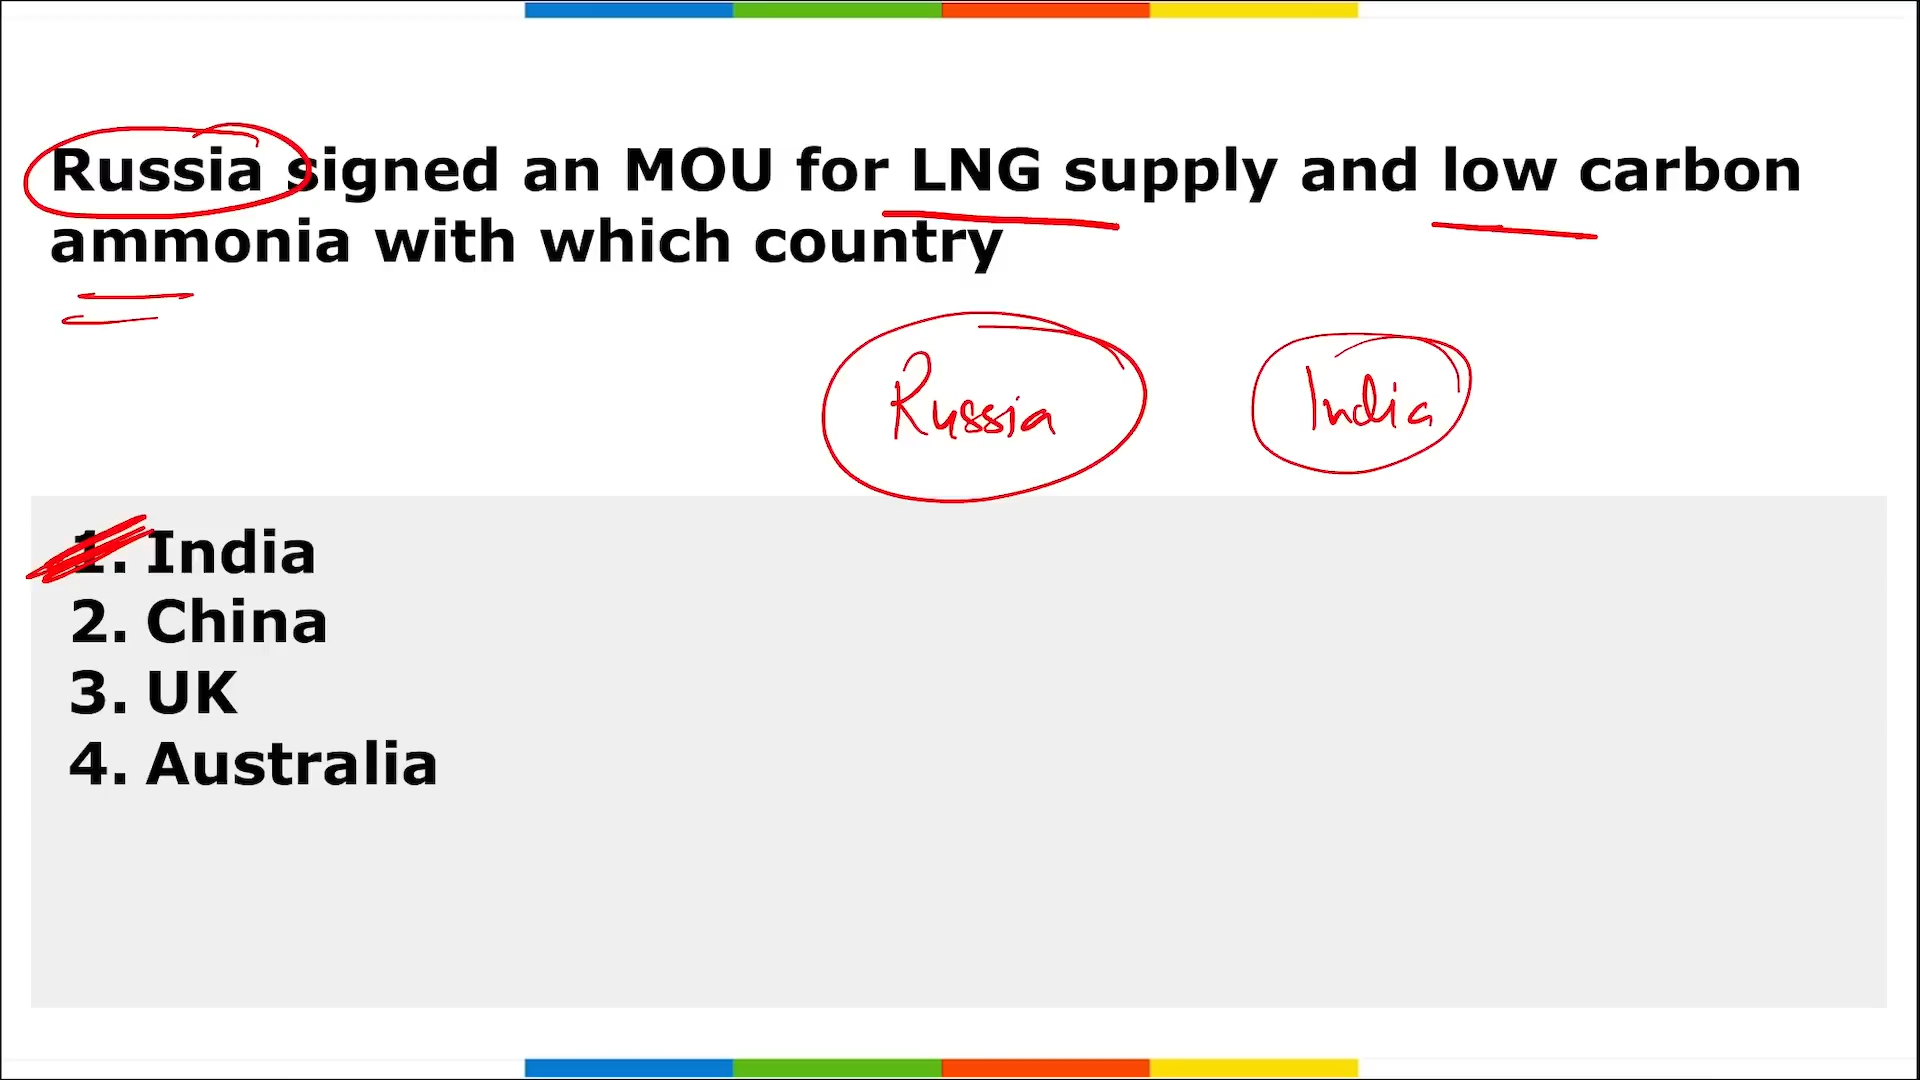 Russia signed an MOU for LNG supply and low carbon
ammonia with which country
Russia India
1. India
2. China
3. UK
4. Australia